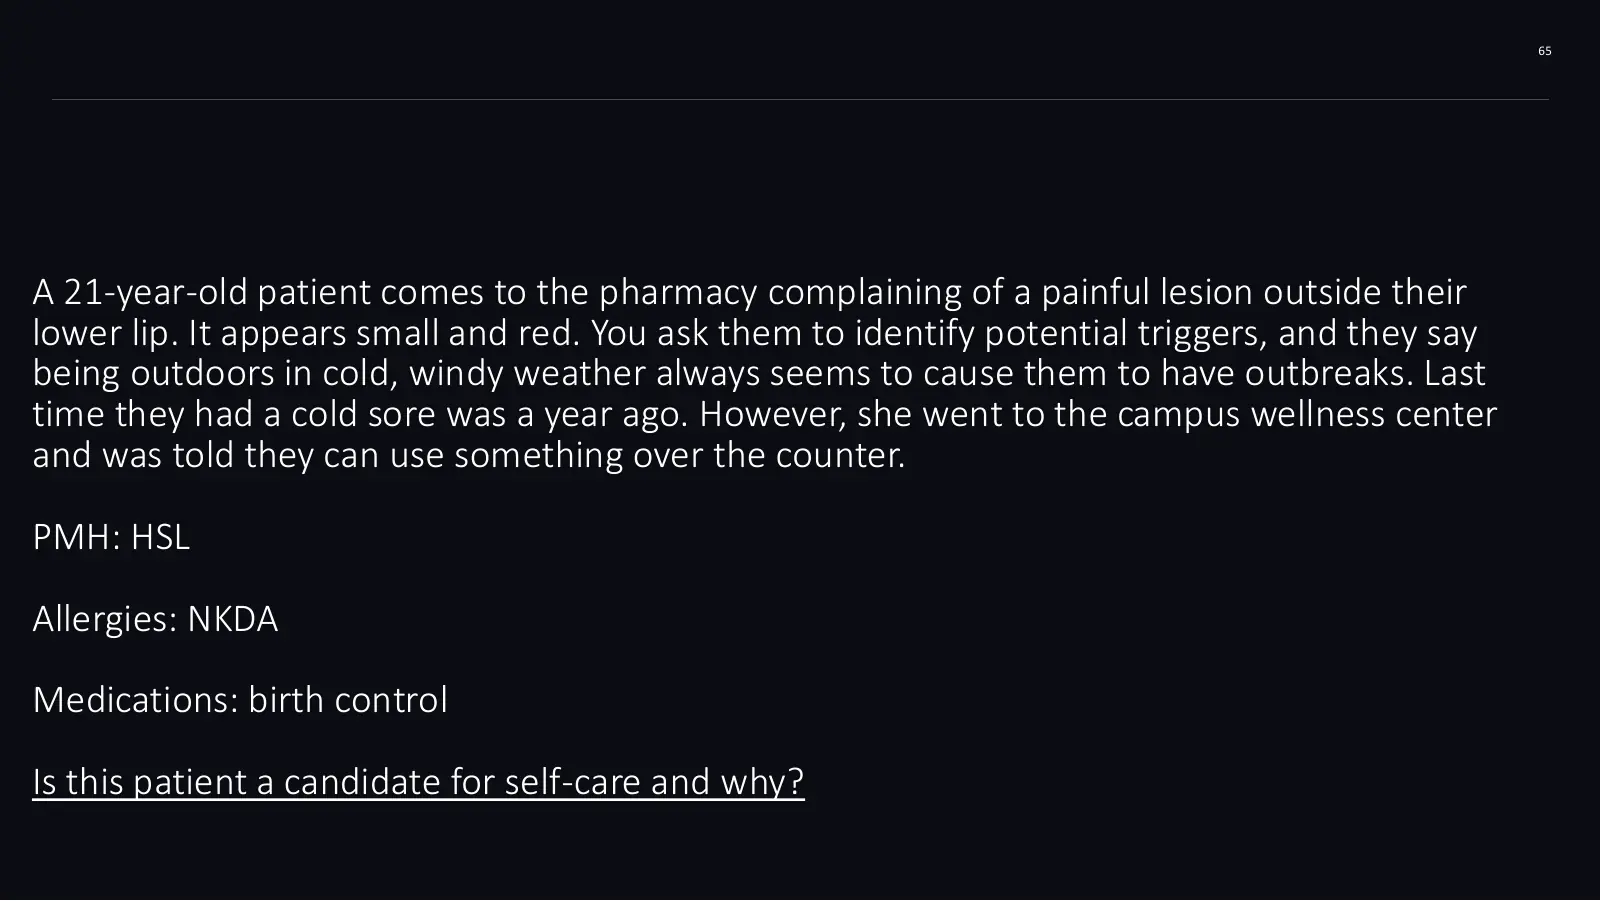 65
A 21-year-old patient comes to the pharmacy complaining of a painful lesion outside their
lower lip. It appears small and red. You ask them to identify potential triggers, and they say
being outdoors in cold, windy weather always seems to cause them to have outbreaks. Last
time they had a cold sore was a year ago. However, she went to the campus wellness center
and was told they can use something over the counter.
PMH: HSL
Allergies: NKDA
Medications: birth control
Is this patient a candidate for self-care and why?